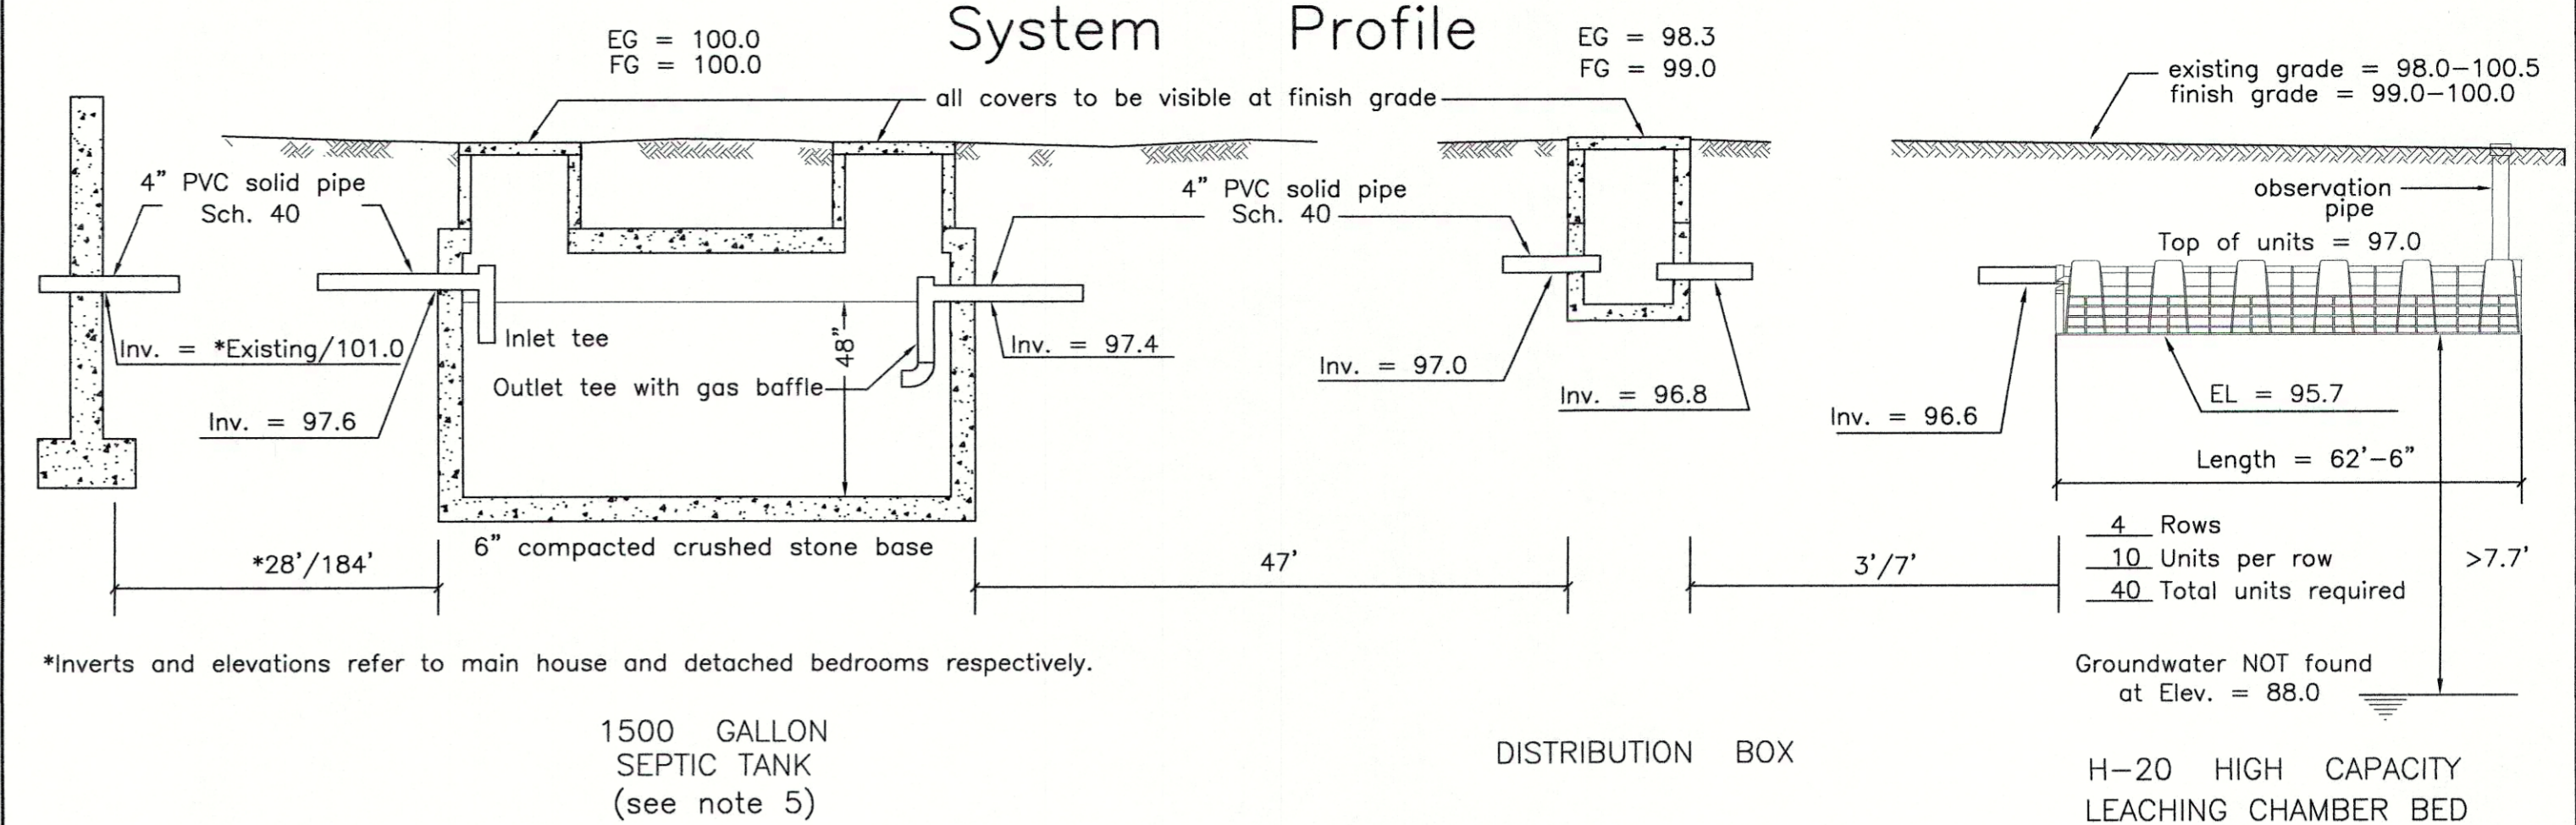 System Profile
EG = 100.0
FG = 100.0
EG = 98.3
FG = 99.0
existing grade = 98.0-100.5
finish grade = 99.0-100.0
all covers to be visible at finish grade
4" PVC solid pipe
Sch. 40
4" PVC solid pipe
Sch. 40
observation
pipe
Top of units = 97.0
Inv. = *Existing/101.0
Inlet tee
48"
Inv. = 97.4
Outlet tee with gas baffle
Inv. = 97.6
Inv. = 97.0
Inv. = 96.8
Inv. = 96.6
EL = 95.7
Length = 62'-6"
6" compacted crushed stone base
*28'/184'
47'
3'/7'
4 Rows
10 Units per row
40 Total units required
>7.7'
*Inverts and elevations refer to main house and detached bedrooms respectively.
Groundwater NOT found
at Elev. = 88.0
1500 GALLON
SEPTIC TANK
(see note 5)
DISTRIBUTION BOX
H-20 HIGH CAPACITY
LEACHING CHAMBER BED